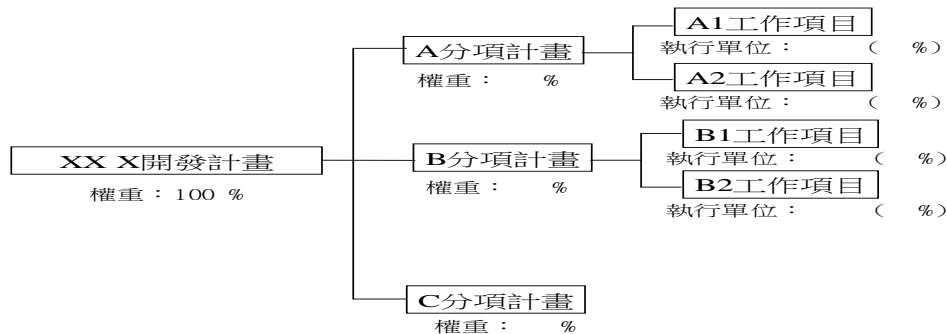 A1工作項目
執行單位：　　　(　%)
A分項計畫
權重：　　%
A2工作項目
執行單位：　　　(　%)
B1工作項目
執行單位：　　　(　%)
XX X開發計畫
權重：100 %
B分項計畫
權重：　　%
B2工作項目
執行單位：　　　(　%)
C分項計畫
權重：　　%